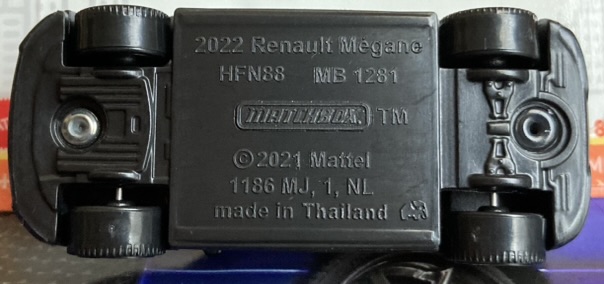 2022 Renault Mégane
HFN88 MB 1281
MATCHBOX TM
©2021 Mattel
1186 MJ, 1, NL
made in Thailand